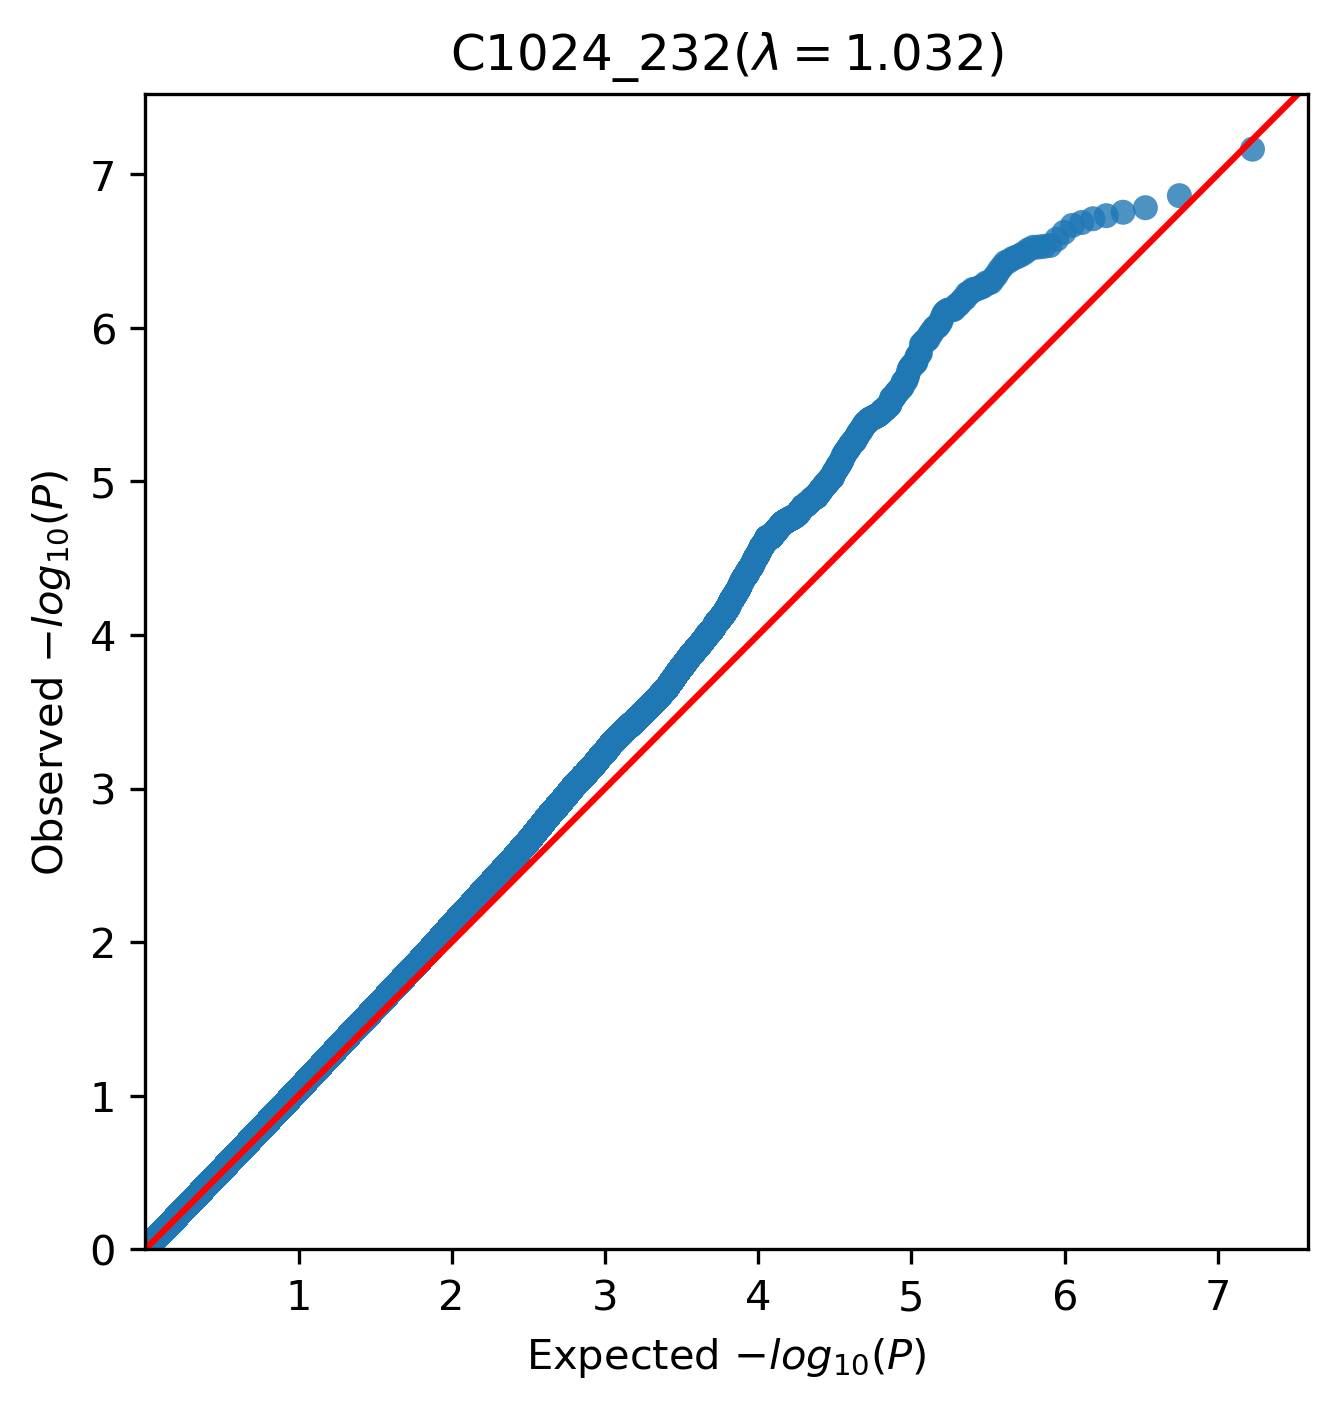 C1024_232(λ = 1.032)
Observed −log₁₀(P)
7
6
5
4
3
2
1
0
1 2 3 4 5 6 7
Expected −log₁₀(P)